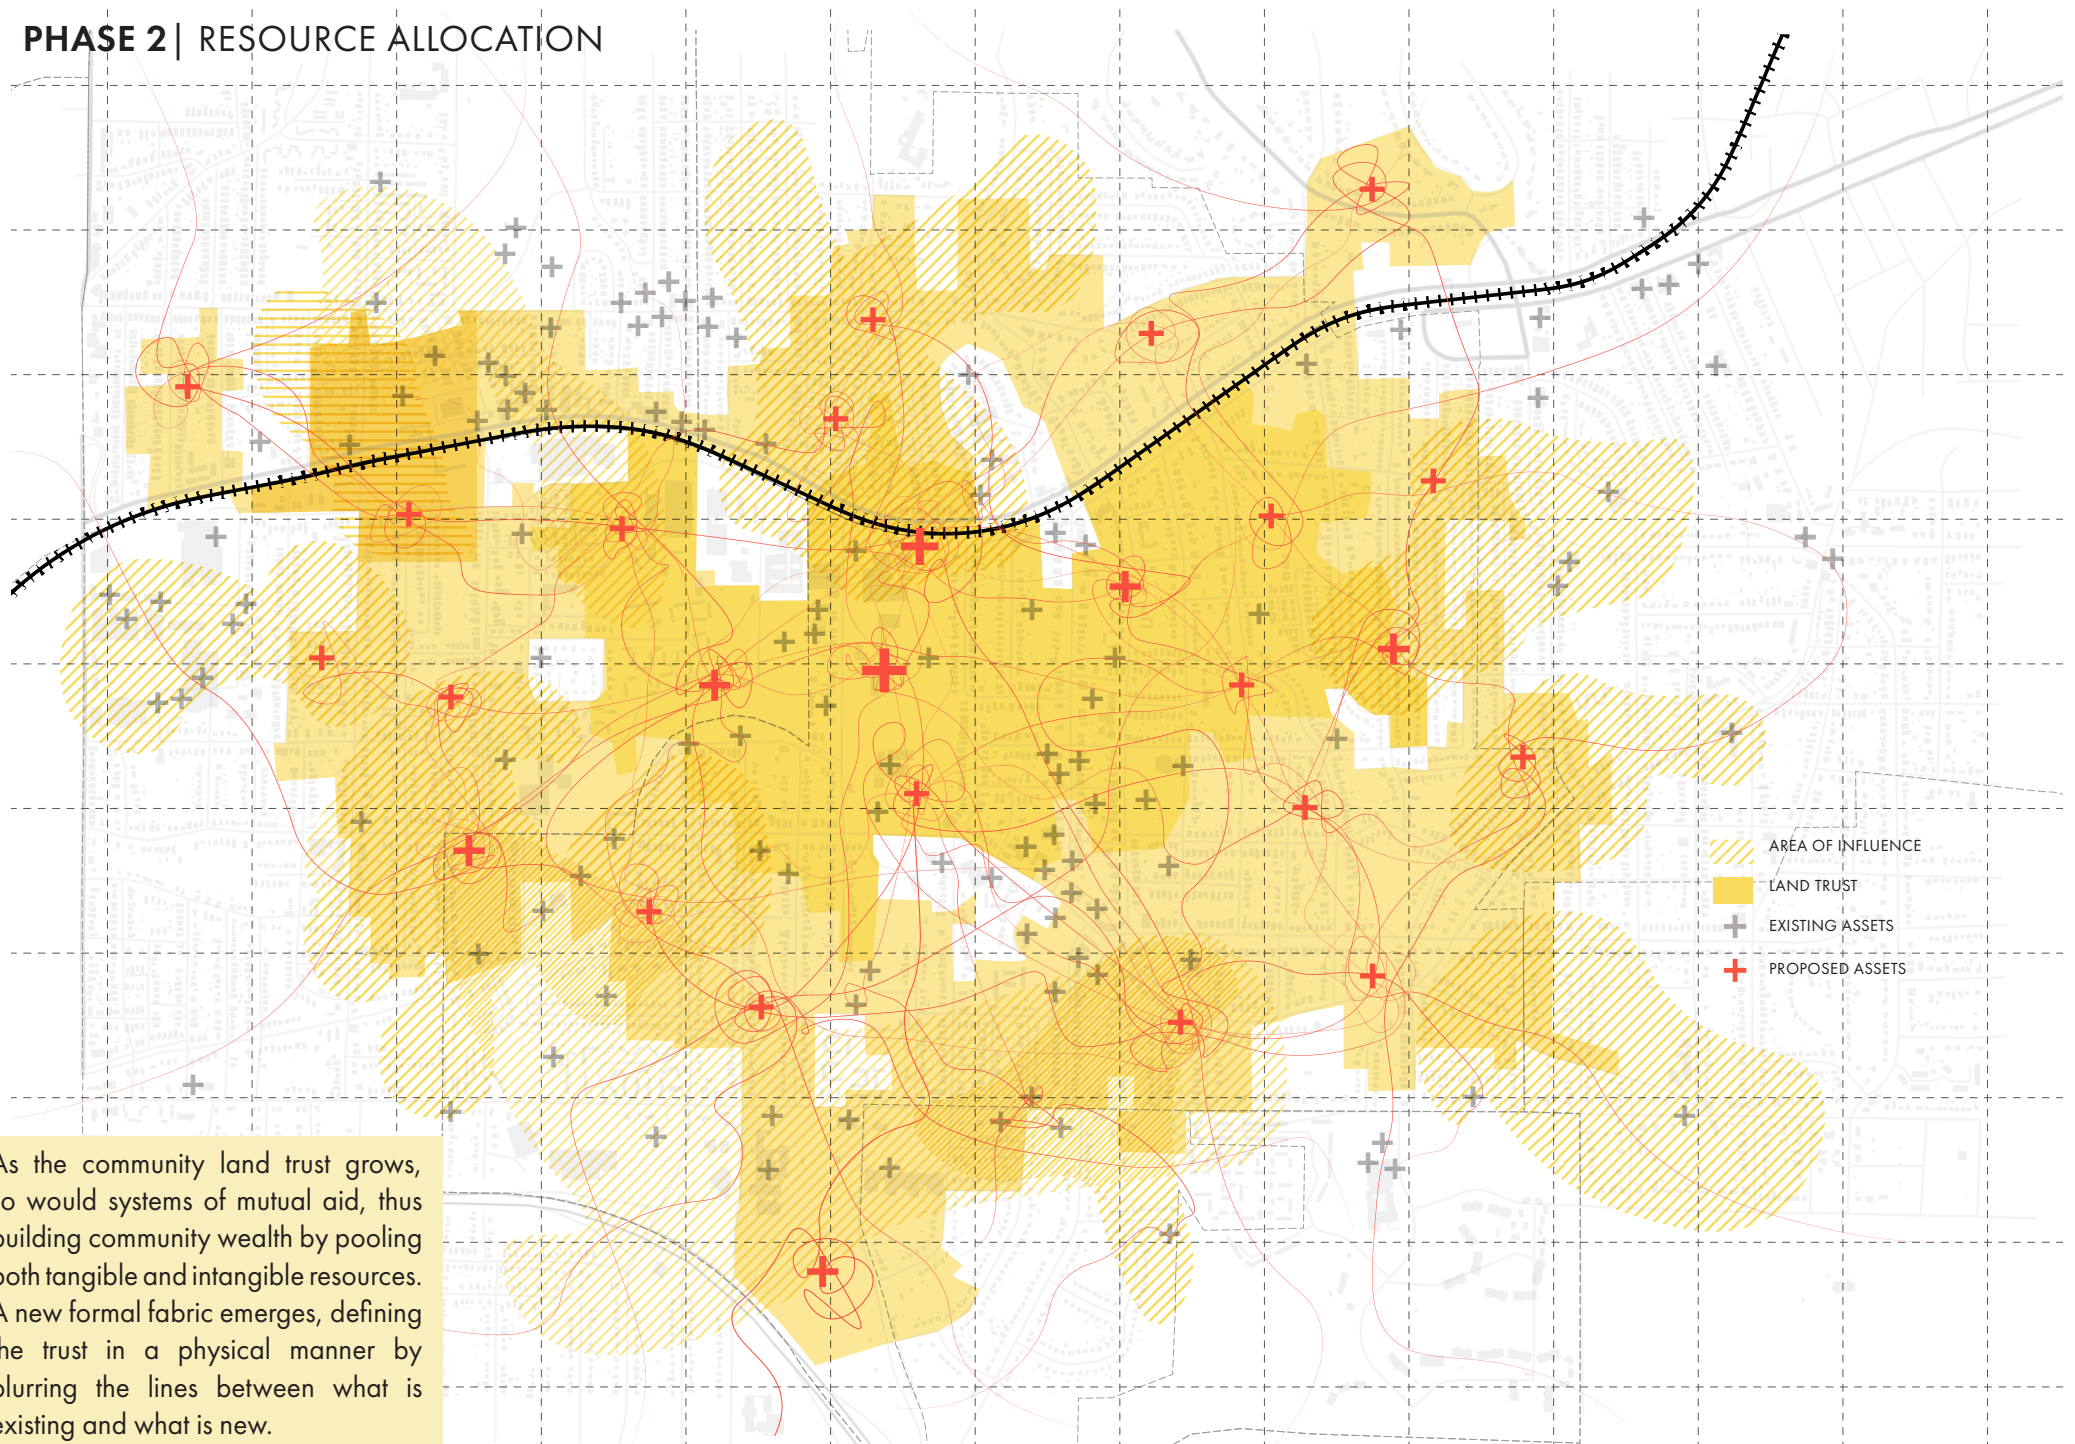 PHASE 2 | RESOURCE ALLOCATION
AREA OF INFLUENCE
LAND TRUST
EXISTING ASSETS
PROPOSED ASSETS
As the community land trust grows,
o would systems of mutual aid, thus
building community wealth by pooling
both tangible and intangible resources.
A new formal fabric emerges, defining
he trust in a physical manner by
blurring the lines between what is
existing and what is new.